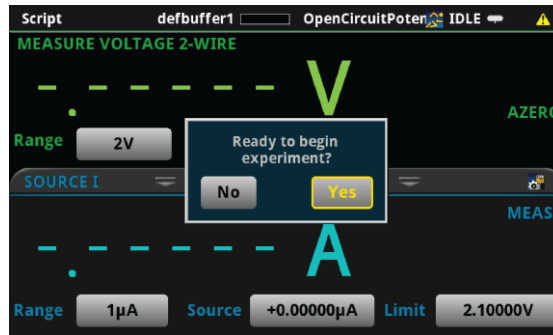 Script defbuffer1 OpenCircuitPoten IDLE
MEASURE VOLTAGE 2-WIRE
-.----- V
AZERO
Range 2V
Ready to begin
experiment?
No Yes
SOURCE I
MEAS
-.----- A
Range 1µA Source +0.00000µA Limit 2.10000V